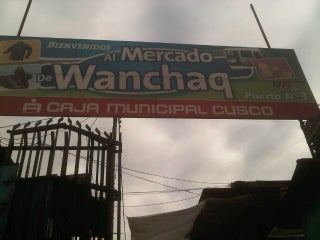 BIENVENIDOS
Al Mercado
De Wanchaq
Puerta N° 3
CAJA MUNICIPAL CUSCO